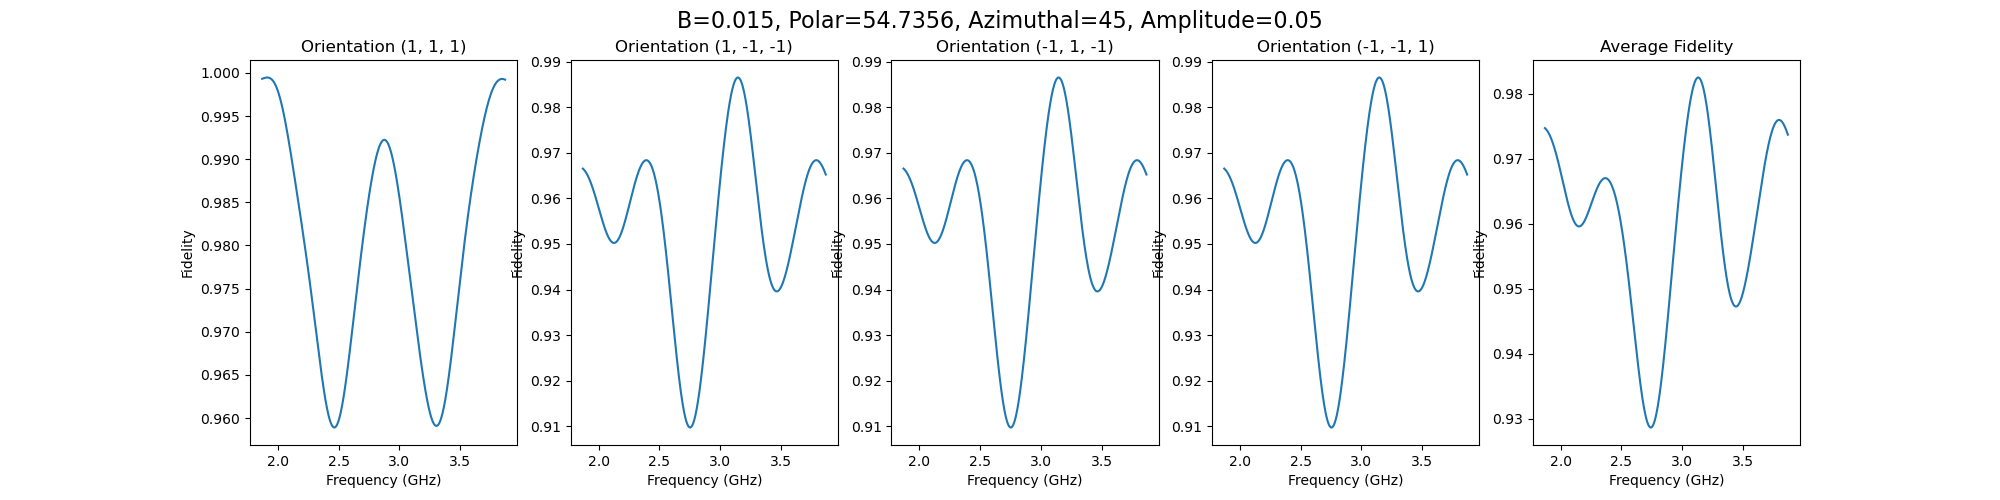 B=0.015, Polar=54.7356, Azimuthal=45, Amplitude=0.05
Orientation (1, 1, 1)
1.000
0.995
0.990
0.985
0.980
0.975
0.970
0.965
0.960
Fidelity
2.0 2.5 3.0 3.5
Frequency (GHz)
Orientation (1, -1, -1)
0.99
0.98
0.97
0.96
0.95
0.94
0.93
0.92
0.91
Fidelity
2.0 2.5 3.0 3.5
Frequency (GHz)
Orientation (-1, 1, -1)
0.99
0.98
0.97
0.96
0.95
0.94
0.93
0.92
0.91
Fidelity
2.0 2.5 3.0 3.5
Frequency (GHz)
Orientation (-1, -1, 1)
0.99
0.98
0.97
0.96
0.95
0.94
0.93
0.92
0.91
Fidelity
2.0 2.5 3.0 3.5
Frequency (GHz)
Average Fidelity
0.98
0.97
0.96
0.95
0.94
0.93
Fidelity
2.0 2.5 3.0 3.5
Frequency (GHz)